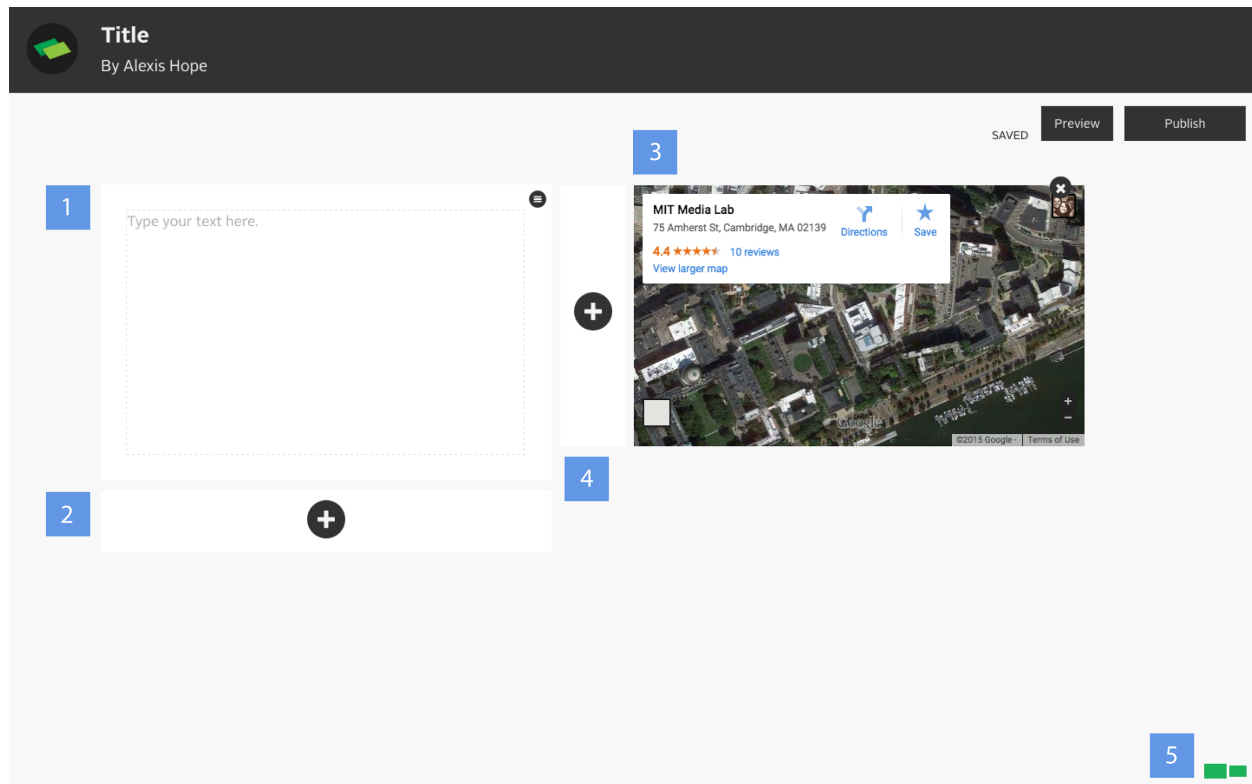 Title
By Alexis Hope
SAVED
Preview
Publish
3
1
Type your text here.
MIT Media Lab
75 Amherst St, Cambridge, MA 02139
4.4
10 reviews
View larger map
Directions
Save
Google
+
−
©2015 Google -
Terms of Use
4
2
5